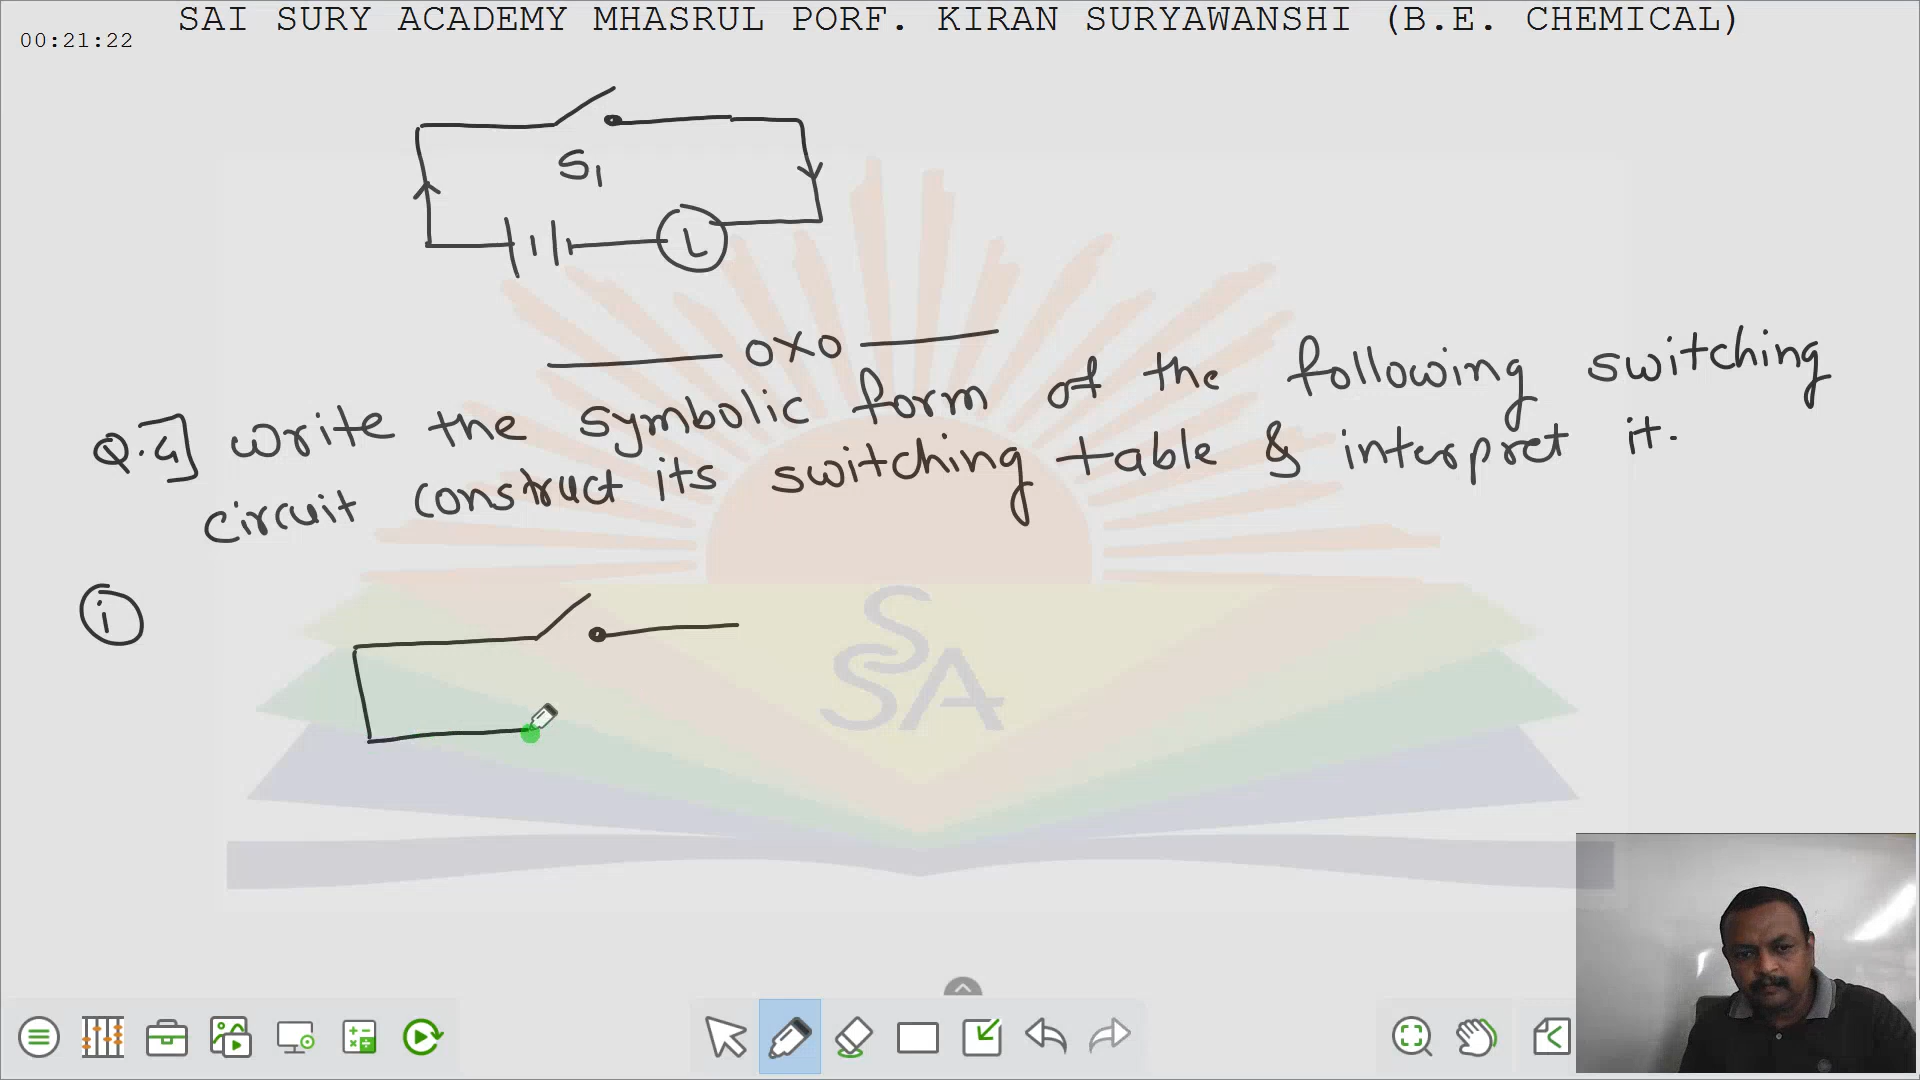 SAI SURY ACADEMY MHASRUL PORF. KIRAN SURYAWANSHI (B.E. CHEMICAL)
00:21:22
S1
L
oxo
Q.4] write the symbolic form of the following switching
circuit construct its switching table & interpret it.
i
SSA